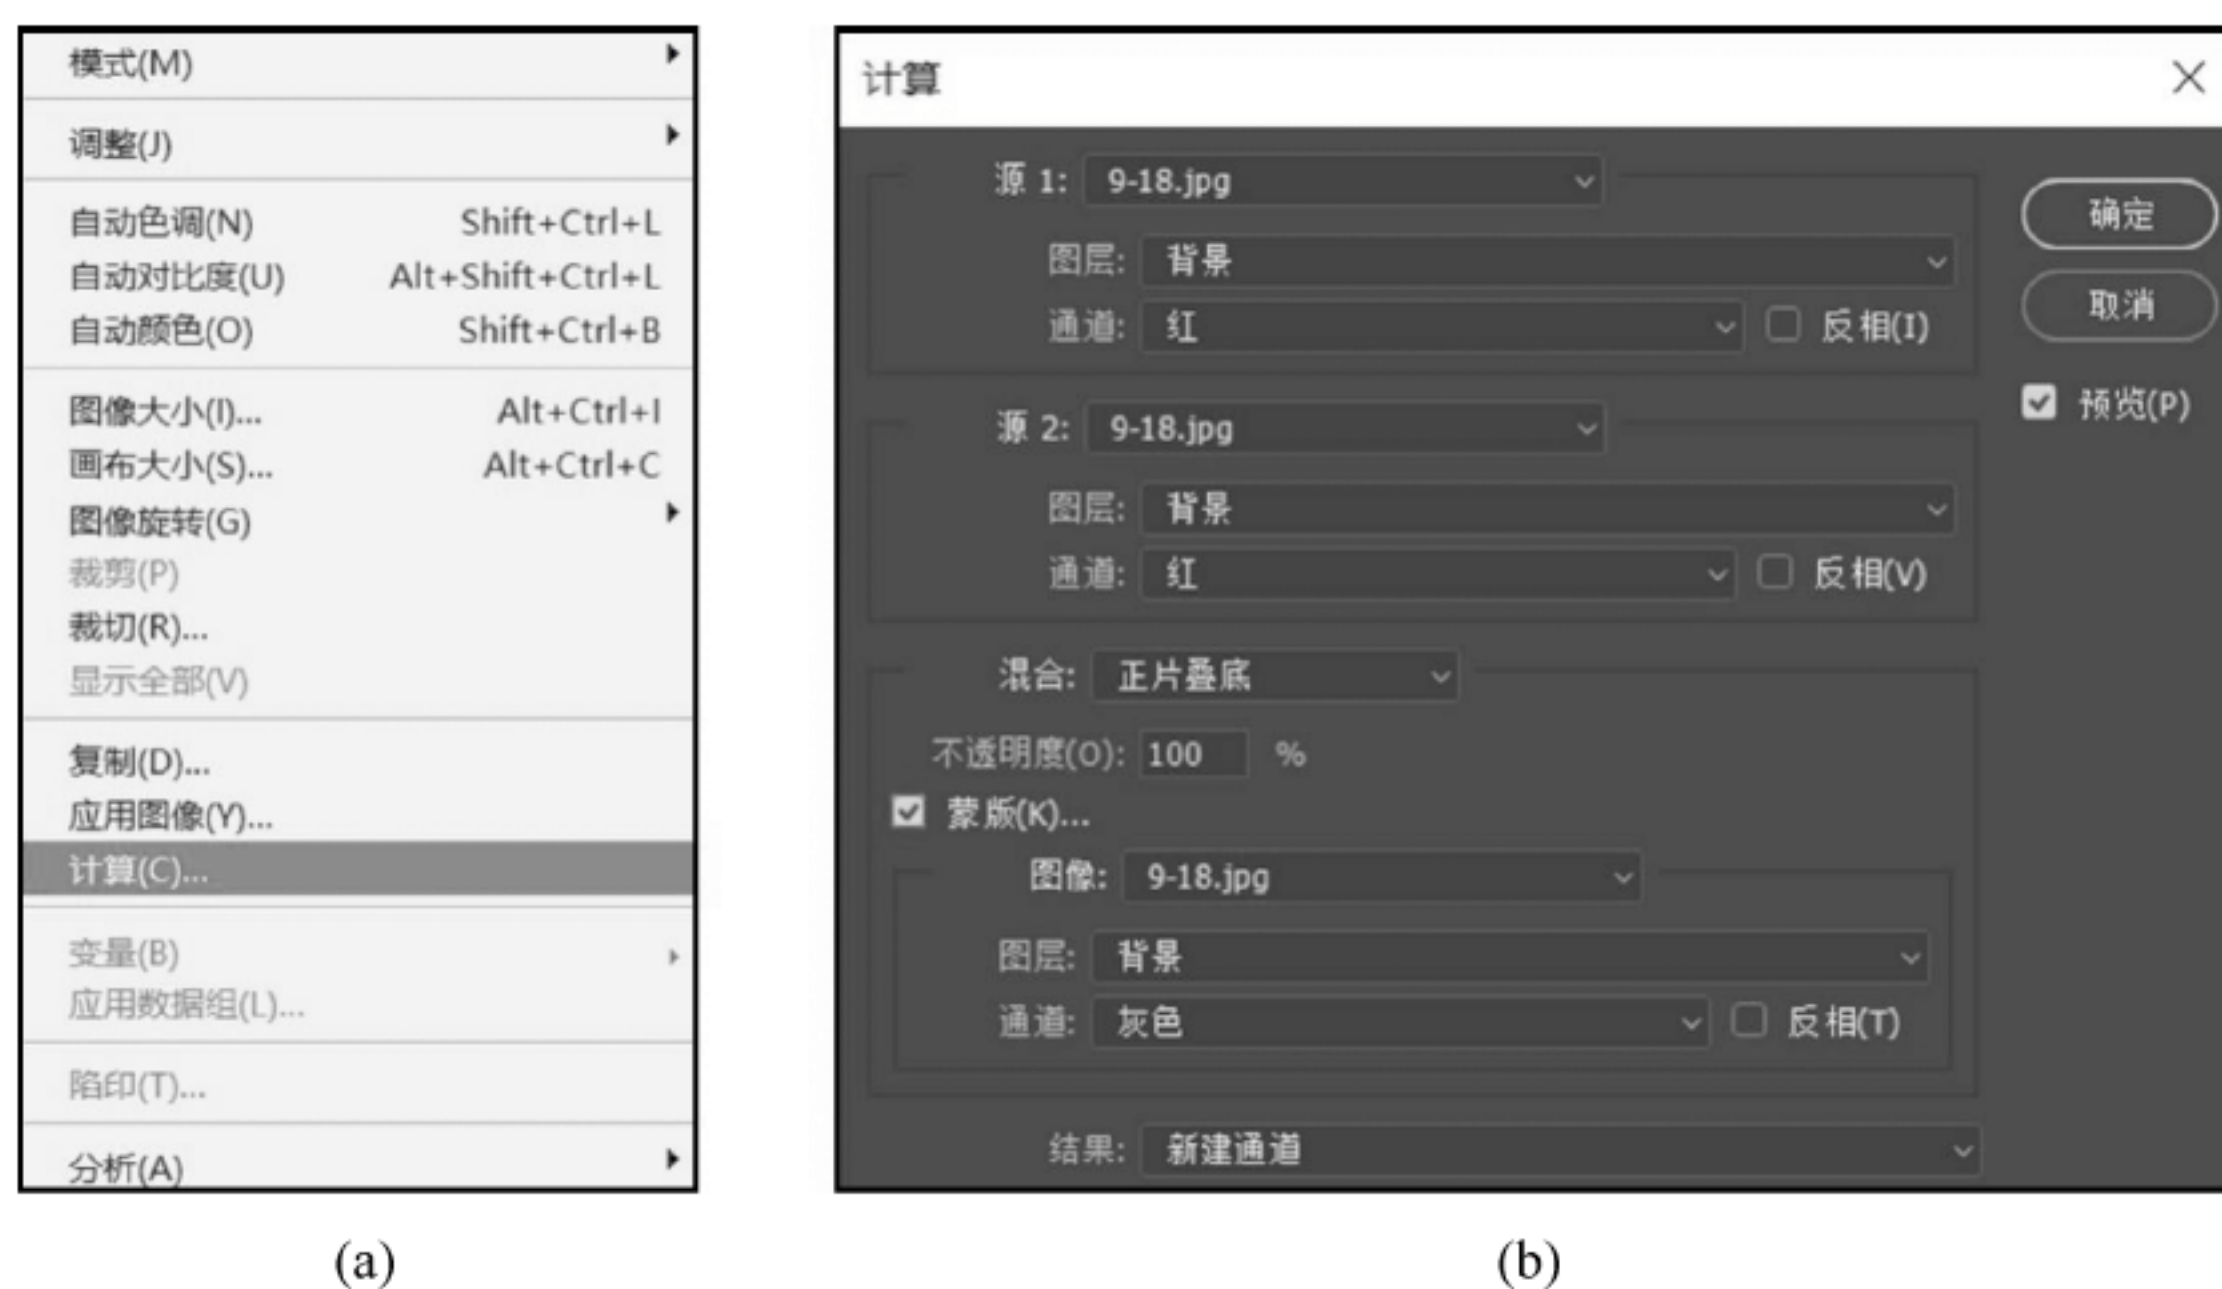 模式(M)
调整(J)
自动色调(N) Shift+Ctrl+L
自动对比度(U) Alt+Shift+Ctrl+L
自动颜色(O) Shift+Ctrl+B
图像大小(I)... Alt+Ctrl+I
画布大小(S)... Alt+Ctrl+C
图像旋转(G)
裁剪(P)
裁切(R)...
显示全部(V)
复制(D)...
应用图像(Y)...
计算(C)...
变量(B)
应用数据组(L)...
陷印(T)...
分析(A)
(a)
计算
源 1: 9-18.jpg
确定
图层: 背景
取消
通道: 红 反相(I)
预览(P)
源 2: 9-18.jpg
图层: 背景
通道: 红 反相(V)
混合: 正片叠底
不透明度(O): 100 %
蒙版(K)...
图像: 9-18.jpg
图层: 背景
通道: 灰色 反相(T)
结果: 新建通道
(b)